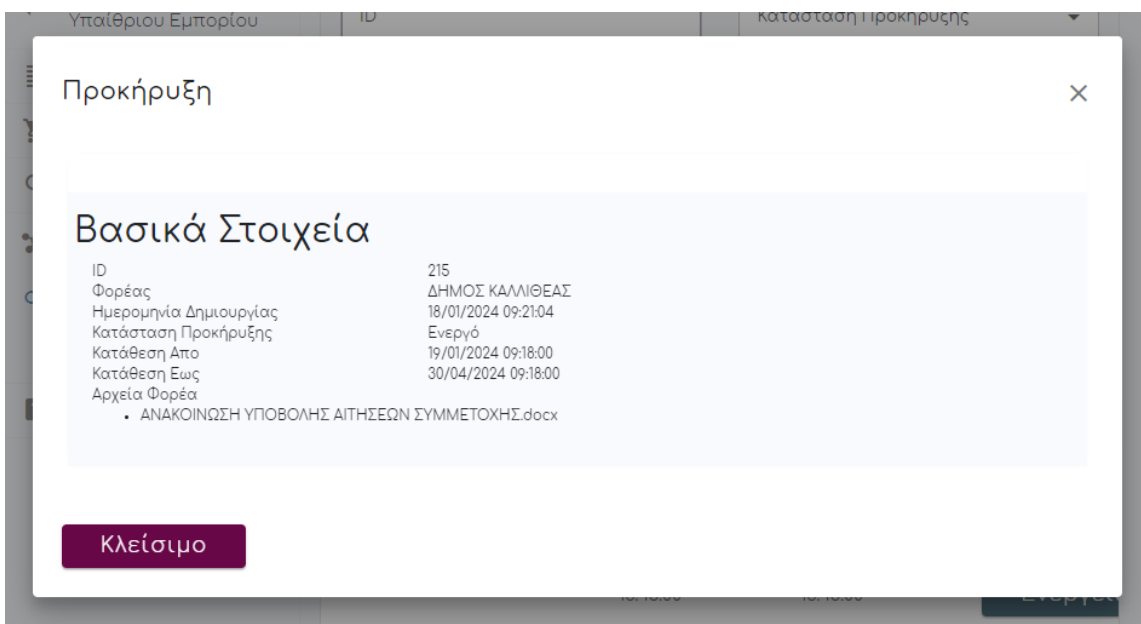 Υπαίθριου Εμπορίου
ID
Κατάσταση Προκήρυξης
Προκήρυξη
Βασικά Στοιχεία
ID 215
Φορέας ΔΗΜΟΣ ΚΑΛΛΙΘΕΑΣ
Ημερομηνία Δημιουργίας 18/01/2024 09:21:04
Κατάσταση Προκήρυξης Ενεργό
Κατάθεση Απο 19/01/2024 09:18:00
Κατάθεση Εως 30/04/2024 09:18:00
Αρχεία Φορέα
• ΑΝΑΚΟΙΝΩΣΗ ΥΠΟΒΟΛΗΣ ΑΙΤΗΣΕΩΝ ΣΥΜΜΕΤΟΧΗΣ.docx
Κλείσιμο